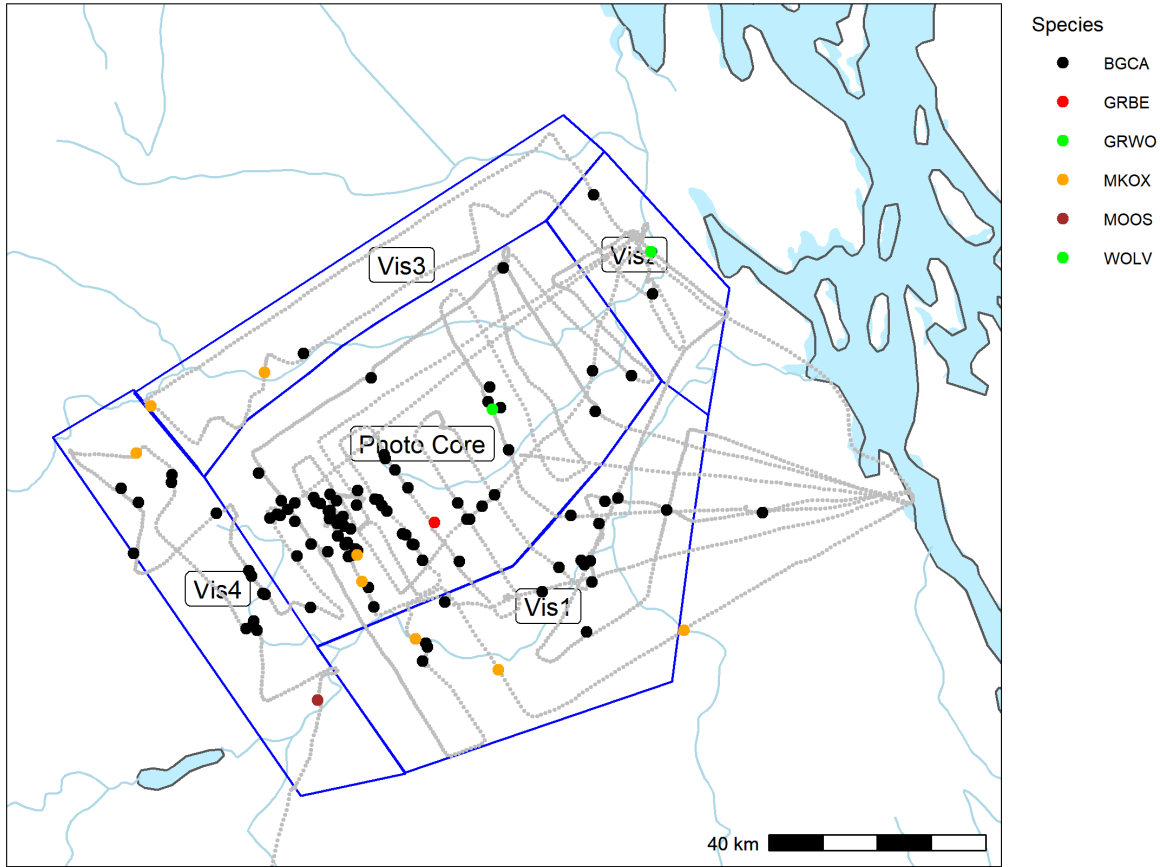 Species
BGCA
GRBE
GRWO
MKOX
MOOS
WOLV
Vis3
Vis2
Photo Core
Vis4
Vis1
40 km